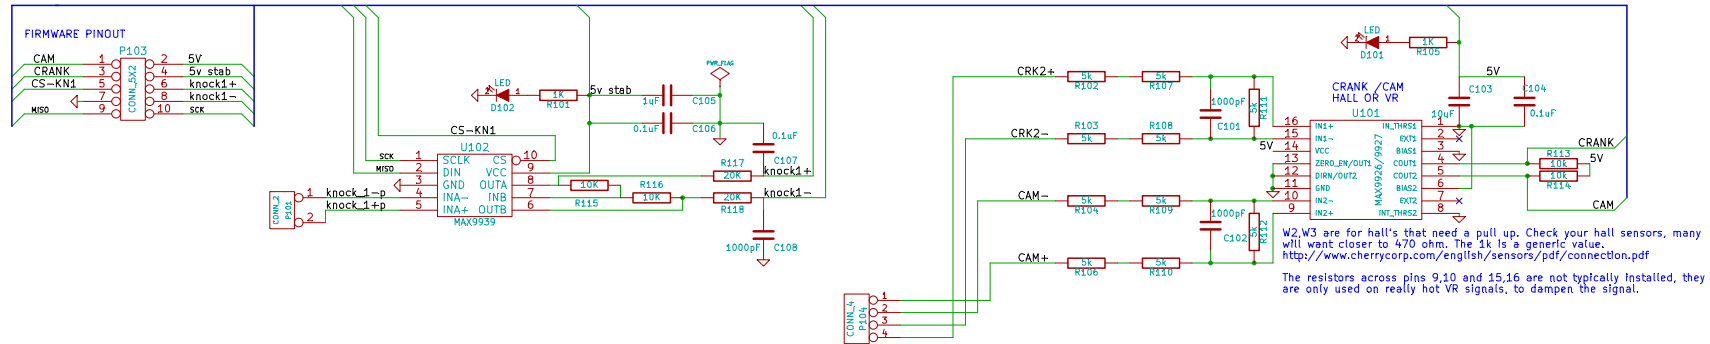 FIRMWARE PINOUT
P103
CONN_5X2
CAM 1 2 5V
CRANK 3 4 5v stab
CS-KN1 5 6 knock1+
7 8 knock1-
MISO 9 10 SCK
LED
D102
1K
R101
5v stab
PWR_FLAG
1uF C105
0.1uF C106
0.1uF
C107
CS-KN1
SCK
MISO
U102
1 SCLK CS 10
2 DIN VCC 9
3 GND OUTA 8
4 INA- INB 7
5 INA+ OUTB 6
MAX9939
CONN_2
P101
1 knock_1-p
2 knock_1+p
10K
R115
R116
10K
R117
20K
knock1+
20K
R118
knock1-
1000pF C108
CRK2+
5k
R102
5k
R107
CRK2-
R103
5k
R108
5k
1000pF
C101
5k
R111
CAM-
5k
R104
5k
R109
CAM+
5k
R106
5k
R110
1000pF
C102
5k
R112
CONN_4
P104
1
2
3
4
LED
D101
1K
R105
5V
C103
10uF
C104
0.1uF
CRANK /CAM
HALL OR VR
U101
MAX9926/9927
5V
16 IN1+ IN_THRS1 1
15 IN1- EXT1 2
14 VCC BIAS1 3
13 ZERO_EN/OUT1 COUT1 4
12 DIRN/OUT2 COUT2 5
11 GND BIAS2 6
10 IN2- EXT2 7
9 IN2+ INT_THRS2 8
CRANK
R113
10k
5V
10k
R114
CAM
W2,W3 are for hall's that need a pull up. Check your hall sensors, many
will want closer to 470 ohm. The 1k is a generic value.
http://www.cherrycorp.com/english/sensors/pdf/connection.pdf
The resistors across pins 9,10 and 15,16 are not typically installed, they
are only used on really hot VR signals, to dampen the signal.